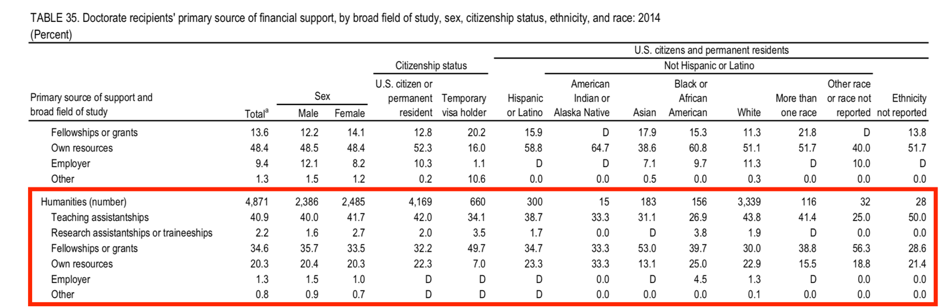 TABLE 35. Doctorate recipients' primary source of financial support, by broad field of study, sex, citizenship status, ethnicity, and race: 2014
(Percent)
U.S. citizens and permanent residents
Citizenship status Not Hispanic or Latino
U.S. citizen or American Black or Other race
Primary source of support and Sex permanent Temporary Hispanic Indian or African More than or race not Ethnicity
broad field of study Totalª Male Female resident visa holder or Latino Alaska Native Asian American White one race reported not reported
Fellowships or grants 13.6 12.2 14.1 12.8 20.2 15.9 D 17.9 15.3 11.3 21.8 D 13.8
Own resources 48.4 48.5 48.4 52.3 16.0 58.8 64.7 38.6 60.8 51.1 51.7 40.0 51.7
Employer 9.4 12.1 8.2 10.3 1.1 D D 7.1 9.7 11.3 D 10.0 D
Other 1.3 1.5 1.2 0.2 10.6 0.0 0.0 0.5 0.0 0.3 0.0 0.0 0.0
Humanities (number) 4,871 2,386 2,485 4,169 660 300 15 183 156 3,339 116 32 28
Teaching assistantships 40.9 40.0 41.7 42.0 34.1 38.7 33.3 31.1 26.9 43.8 41.4 25.0 50.0
Research assistantships or traineeships 2.2 1.6 2.7 2.0 3.5 1.7 0.0 D 3.8 1.9 D 0.0 0.0
Fellowships or grants 34.6 35.7 33.5 32.2 49.7 34.7 33.3 53.0 39.7 30.0 38.8 56.3 28.6
Own resources 20.3 20.4 20.3 22.3 7.0 23.3 33.3 13.1 25.0 22.9 15.5 18.8 21.4
Employer 1.3 1.5 1.0 D D D 0.0 D 4.5 1.3 D 0.0 0.0
Other 0.8 0.9 0.7 D D D 0.0 0.0 0.0 0.1 0.0 0.0 0.0